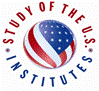 STUDY OF THE U.S.
INSTITUTES